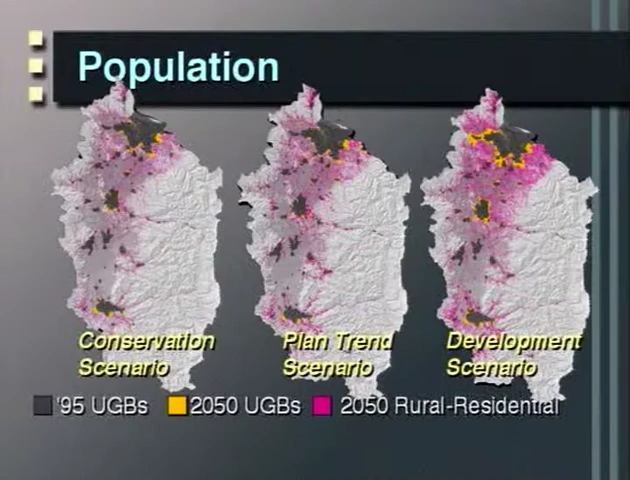 Population
Conservation Scenario
Plan Trend Scenario
Development Scenario
'95 UGBs 2050 UGBs 2050 Rural-Residential